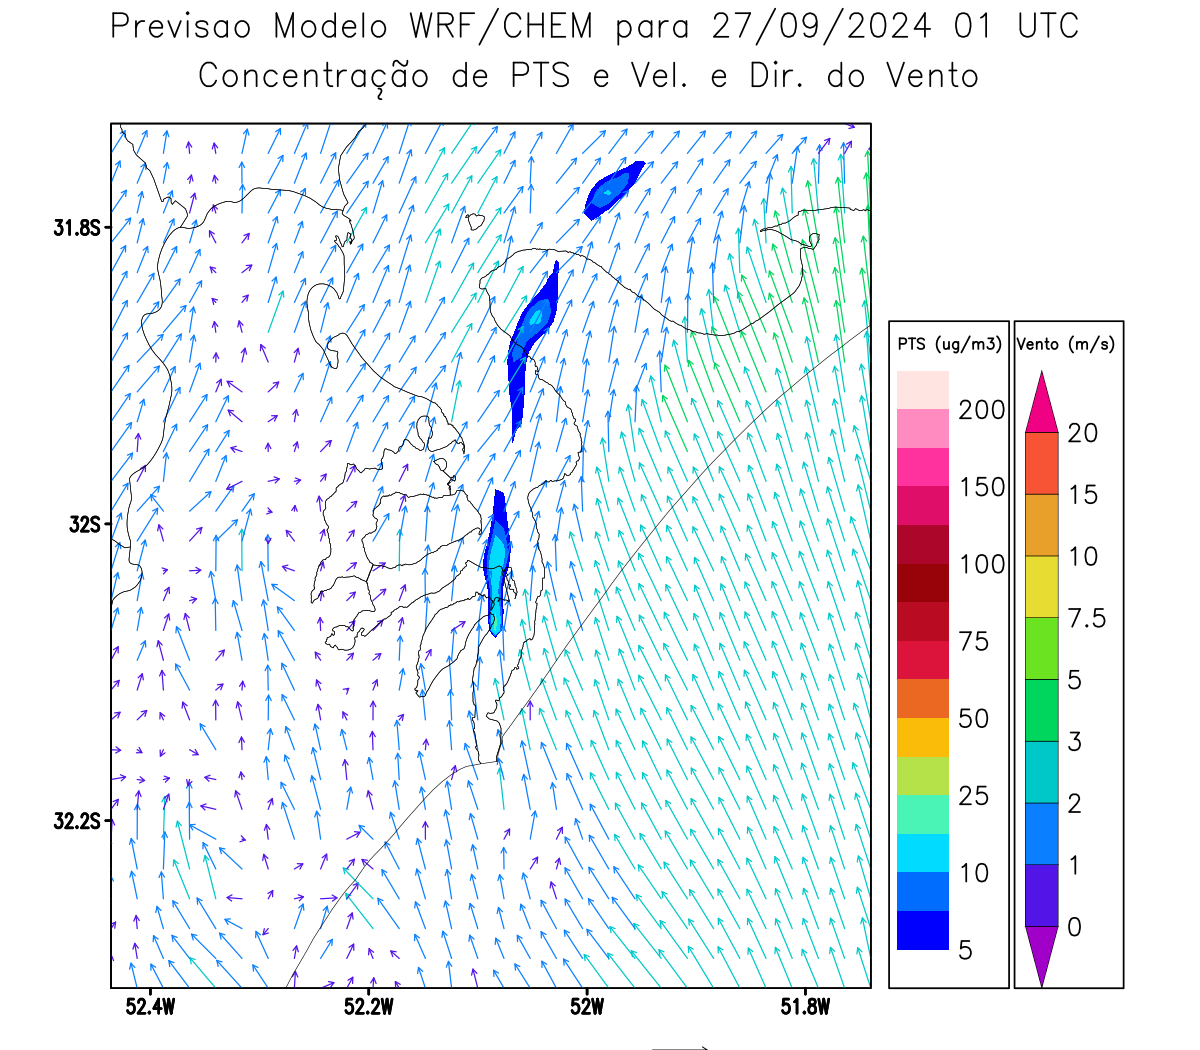 Previsao Modelo WRF/CHEM para 27/09/2024 01 UTC
Concentração de PTS e Vel. e Dir. do Vento
31.8S
32S
32.2S
52.4W 52.2W 52W 51.8W
PTS (ug/m3)
200
150
100
75
50
25
10
5
Vento (m/s)
20
15
10
7.5
5
3
2
1
0